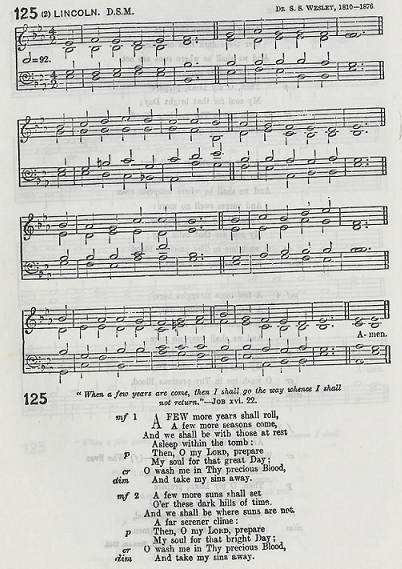 125 (2) LINCOLN. D.S.M. DR. S. S. WESLEY, 1810—1876.
=92.
A- men.
125
"When a few years are come, then I shall go the way whence I shall
not return."—JOB xvi. 22.
mf 1 A FEW more years shall roll,
A few more seasons come,
And we shall be with those at rest
Asleep within the tomb:
p Then, O my LORD, prepare
My soul for that great Day;
cr O wash me in Thy precious Blood,
dim And take my sins away.
mf 2 A few more suns shall set
O'er these dark hills of time,
And we shall be where suns are not,
A far serener clime:
p Then, O my LORD, prepare
My soul for that bright Day;
cr O wash me in Thy precious Blood,
dim And take my sins away.